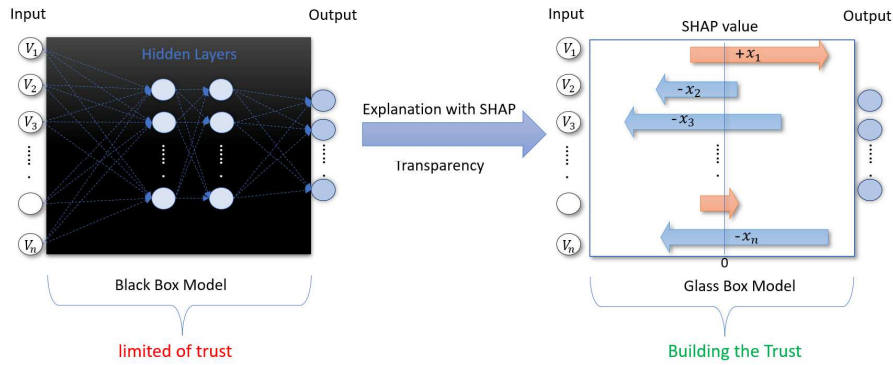 Input
Output
Hidden Layers
V1
V2
V3
Vn
Black Box Model
limited of trust
Explanation with SHAP
Transparency
Input
SHAP value
Output
V1
V2
V3
Vn
+x1
-x2
-x3
-xn
0
Glass Box Model
Building the Trust